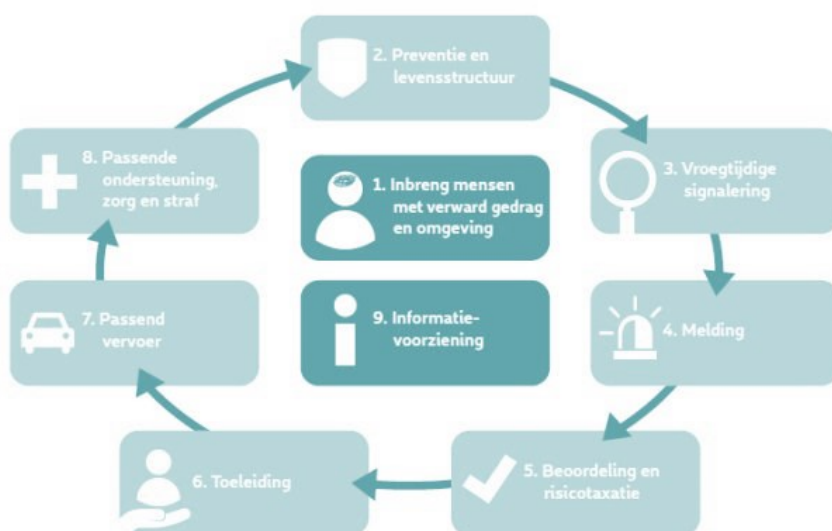 2. Preventie en
levensstructuur
8. Passende
ondersteuning,
zorg en straf
1. Inbreng mensen
met verward gedrag
en omgeving
3. Vroegtijdige
signalering
7. Passend
vervoer
9. Informatie-
voorziening
4. Melding
6. Toeleiding
5. Beoordeling en
risicotaxatie